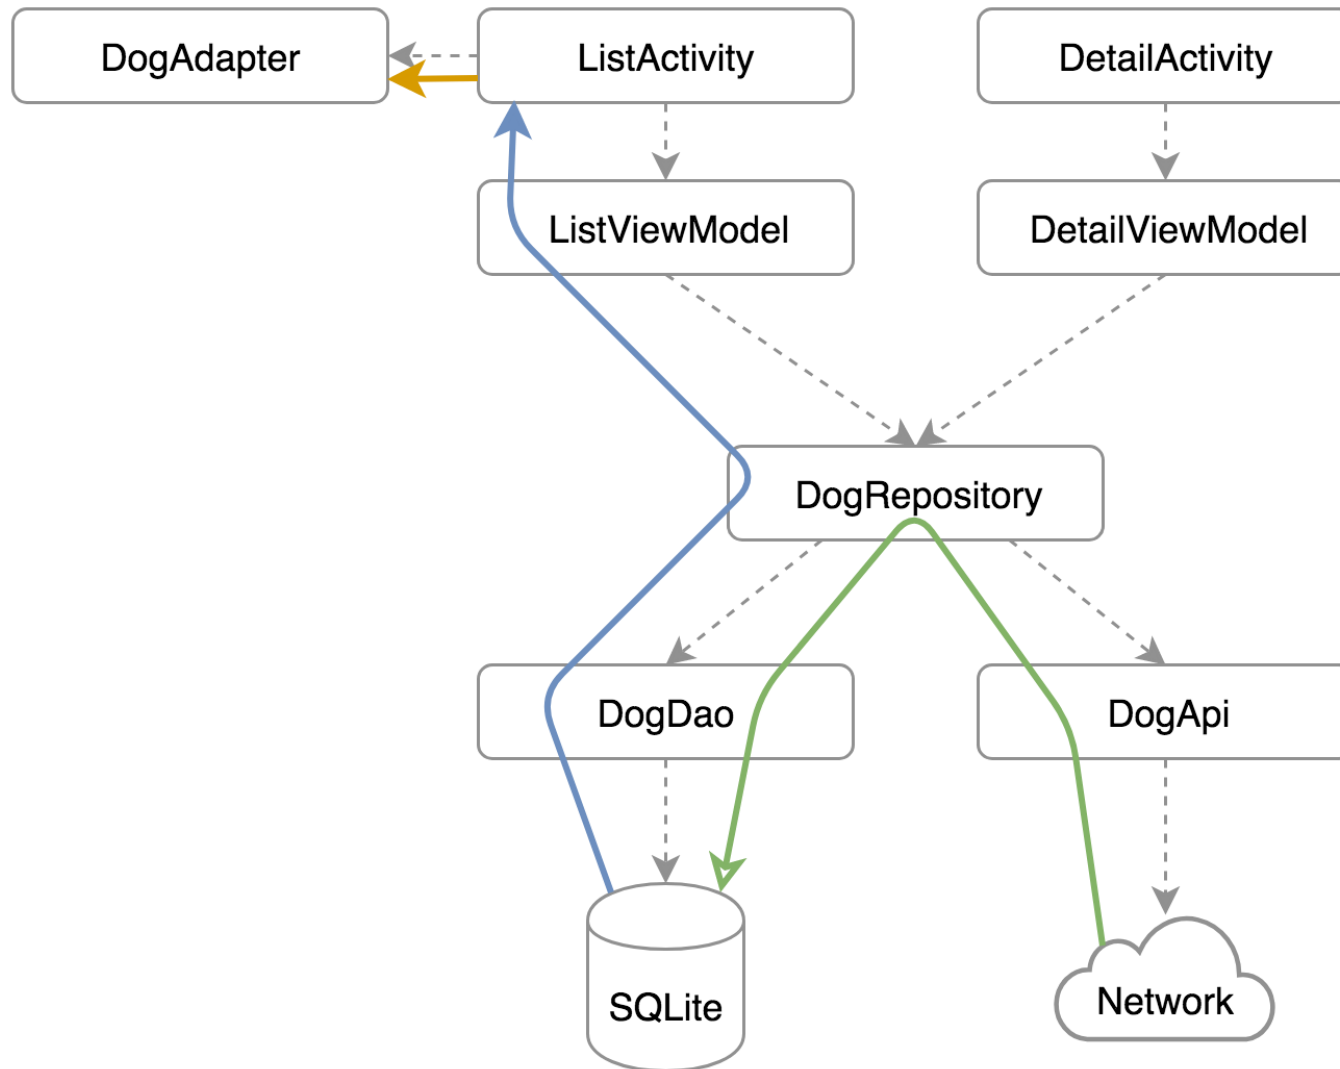 DogAdapter
ListActivity
DetailActivity
ListViewModel
DetailViewModel
DogRepository
DogDao
DogApi
SQLite
Network